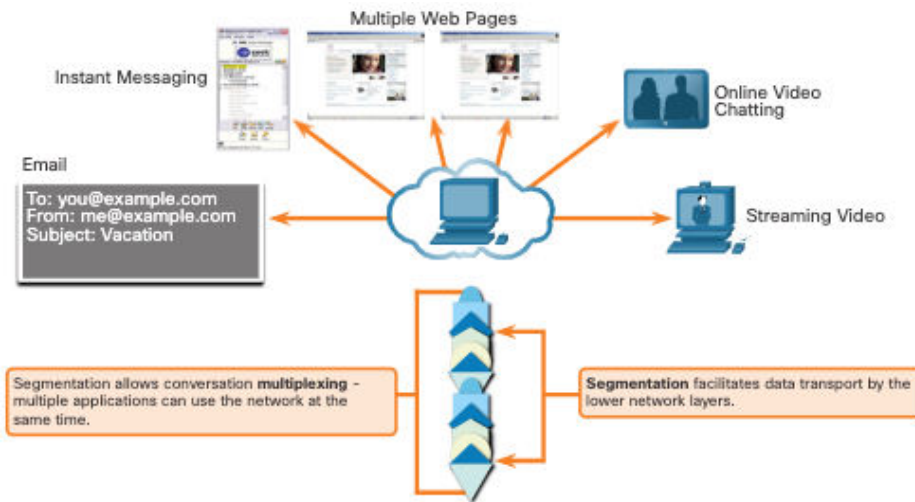 Multiple Web Pages
Instant Messaging
Online Video
Chatting
Email
To: you@example.com
From: me@example.com
Subject: Vacation
Streaming Video
Segmentation allows conversation multiplexing -
multiple applications can use the network at the
same time.
Segmentation facilitates data transport by the
lower network layers.